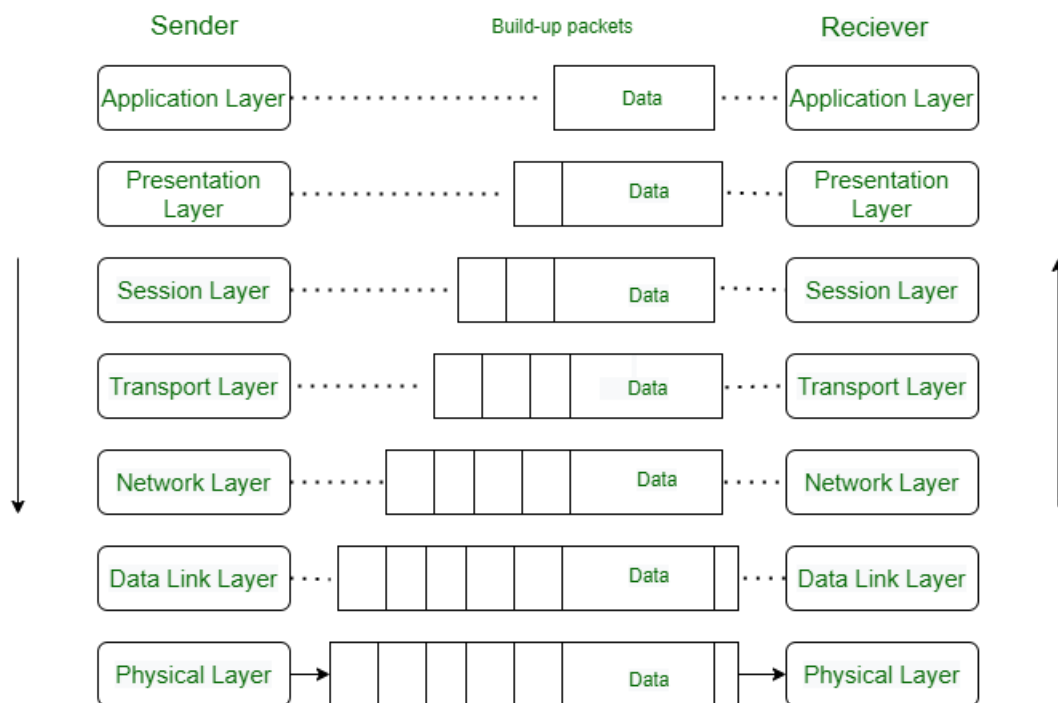 Sender
Build-up packets
Reciever
Application Layer
Data
Application Layer
Presentation
Layer
Data
Presentation
Layer
Session Layer
Data
Session Layer
Transport Layer
Data
Transport Layer
Network Layer
Data
Network Layer
Data Link Layer
Data
Data Link Layer
Physical Layer
Data
Physical Layer